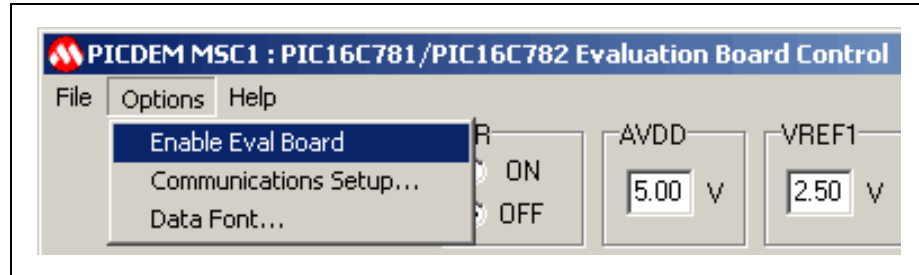 PICDEM MSC1 : PIC16C781/PIC16C782 Evaluation Board Control
File Options Help
Enable Eval Board
Communications Setup...
Data Font...
R
ON
OFF
AVDD
5.00 V
VREF1
2.50 V